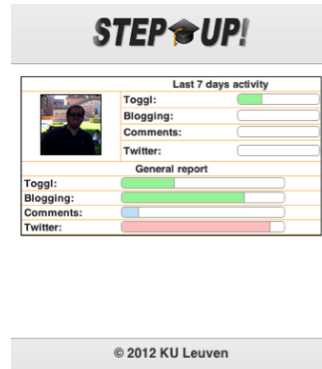 STEP UP!
Last 7 days activity
Toggl:
Blogging:
Comments:
Twitter:
General report
Toggl:
Blogging:
Comments:
Twitter:
© 2012 KU Leuven